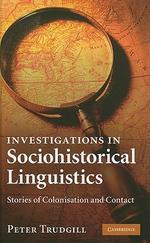 INVESTIGATIONS IN
Sociohistorical
Linguistics
Stories of Colonisation and Contact
PETER TRUDGILL
CAMBRIDGE